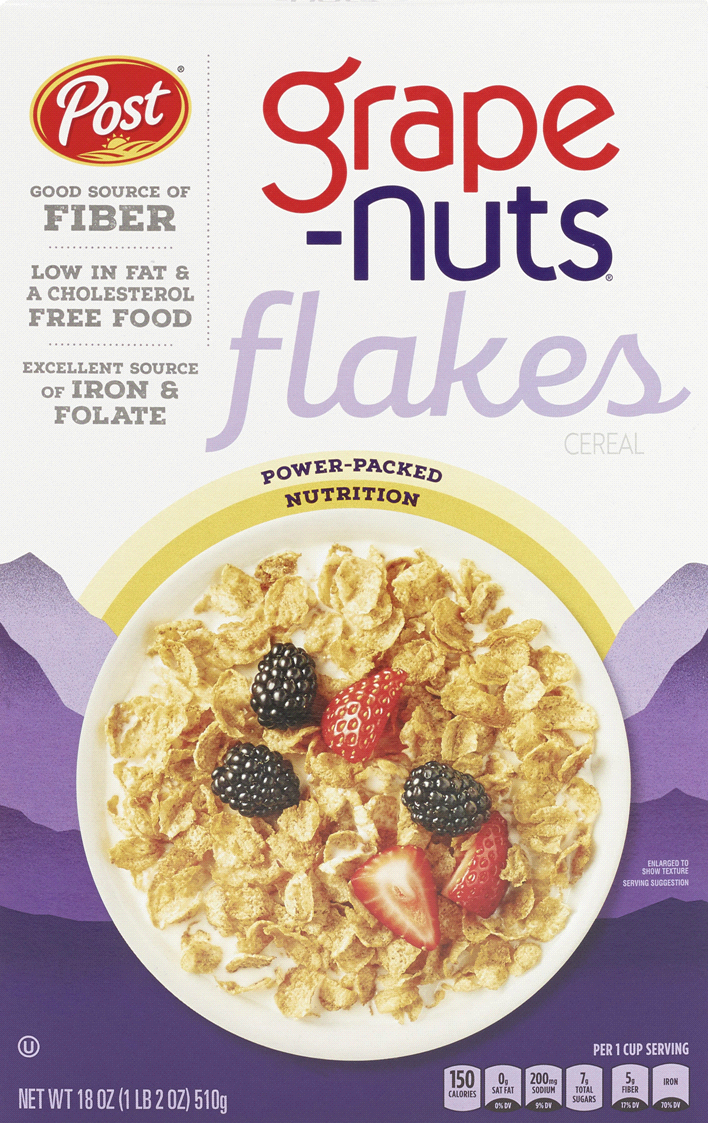 Post®
GOOD SOURCE OF
FIBER
LOW IN FAT &
A CHOLESTEROL
FREE FOOD
EXCELLENT SOURCE
OF IRON &
FOLATE
grape
-nuts®
flakes
CEREAL
POWER-PACKED
NUTRITION
ENLARGED TO
SHOW TEXTURE
SERVING SUGGESTION
U
NET WT 18 OZ (1 LB 2 OZ) 510g
PER 1 CUP SERVING
150
CALORIES
0g
SAT FAT
0% DV
200mg
SODIUM
9% DV
7g
TOTAL
SUGARS
5g
FIBER
17% DV
IRON
70% DV